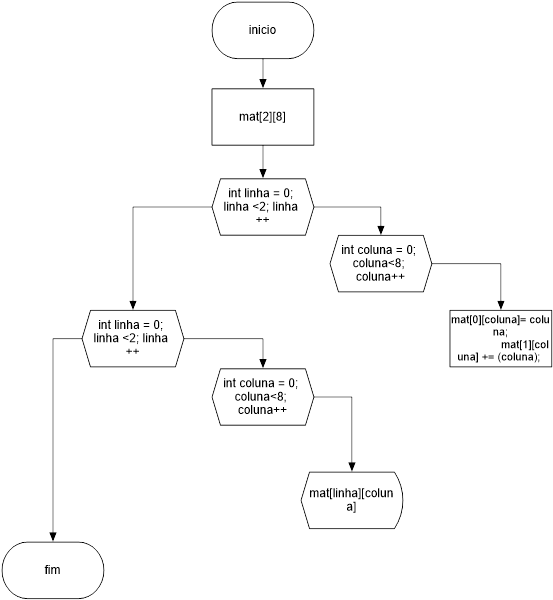 inicio
mat[2][8]
int linha = 0;
linha <2; linha
++
int coluna = 0;
coluna<8;
coluna++
mat[0][coluna]= colu
na;
mat[1][col
una] += (coluna);
int linha = 0;
linha <2; linha
++
int coluna = 0;
coluna<8;
coluna++
mat[linha][colun
a]
fim